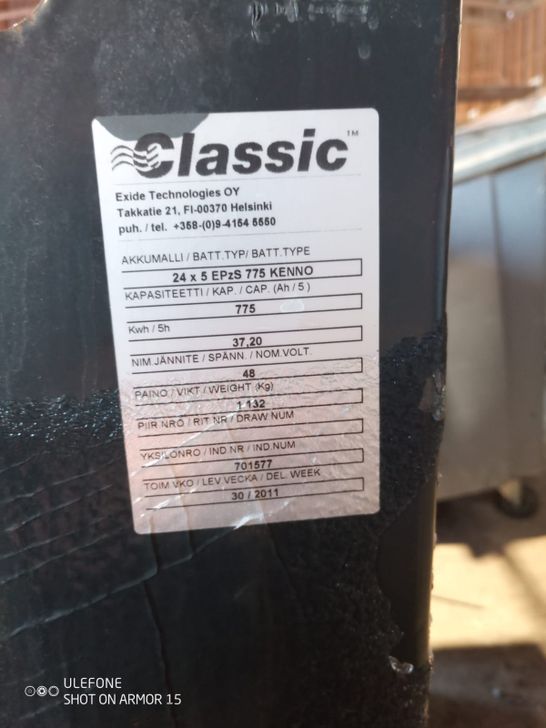 Classic™
Exide Technologies OY
Takkatie 21, FI-00370 Helsinki
puh. / tel. +358-(0)9-4154 5550
AKKUMALLI / BATT.TYP/ BATT.TYPE
24 x 5 EPzS 775 KENNO
KAPASITEETTI / KAP. / CAP. (Ah / 5 )
775
Kwh / 5h
37,20
NIM.JÄNNITE / SPÄNN. / NOM.VOLT.
48
PAINO / VIKT / WEIGHT (Kg)
1 132
PIIR.NRO / RIT NR / DRAW NUM
YKSILÖNRO / IND NR / IND.NUM
701577
TOIM.VKO / LEV.VECKA / DEL. WEEK
30 / 2011
ULEFONE
SHOT ON ARMOR 15